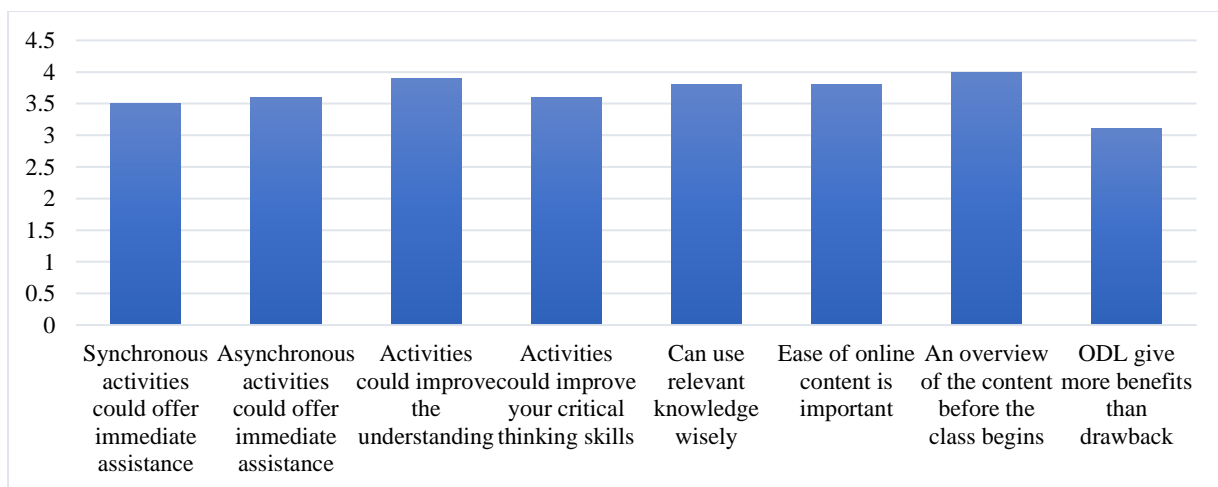 4.5
4
3.5
3
2.5
2
1.5
1
0.5
0
Synchronous
activities
could offer
immediate
assistance
Asynchronous
activities
could offer
immediate
assistance
Activities
could improve
the
understanding
Activities
could improve
your critical
thinking skills
Can use
relevant
knowledge
wisely
Ease of online
content is
important
An overview
of the content
before the
class begins
ODL give
more benefits
than
drawback